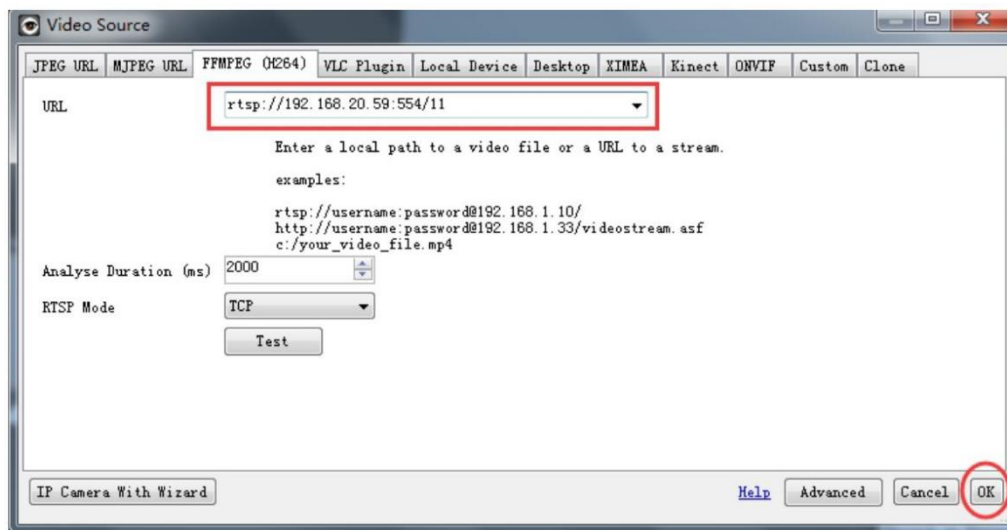 Video Source
JPEG URL MJPEG URL FFMPEG (H264) VLC Plugin Local Device Desktop XIMEA Kinect ONVIF Custom Clone
URL rtsp://192.168.20.59:554/11
Enter a local path to a video file or a URL to a stream.
examples:
rtsp://username:password@192.168.1.10/
http://username:password@192.168.1.33/videostream.asf
c:/your_video_file.mp4
Analyse Duration (ms) 2000
RTSP Mode TCP
Test
IP Camera With Wizard Help Advanced Cancel OK